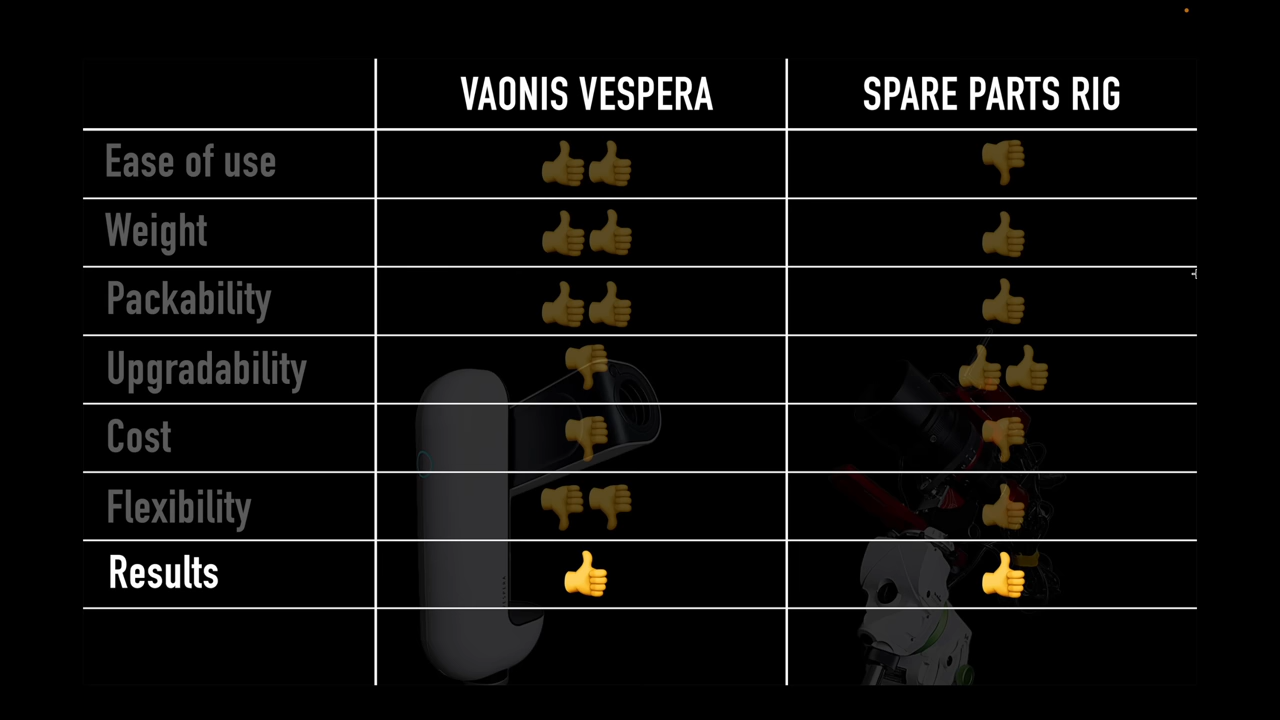 VAONIS VESPERA SPARE PARTS RIG
Ease of use 👍👍 👎
Weight 👍👍 👍
Packability 👍👍 👍
Upgradability 👎 👍👍
Cost 👎 👎
Flexibility 👎👎 👍
Results 👍 👍